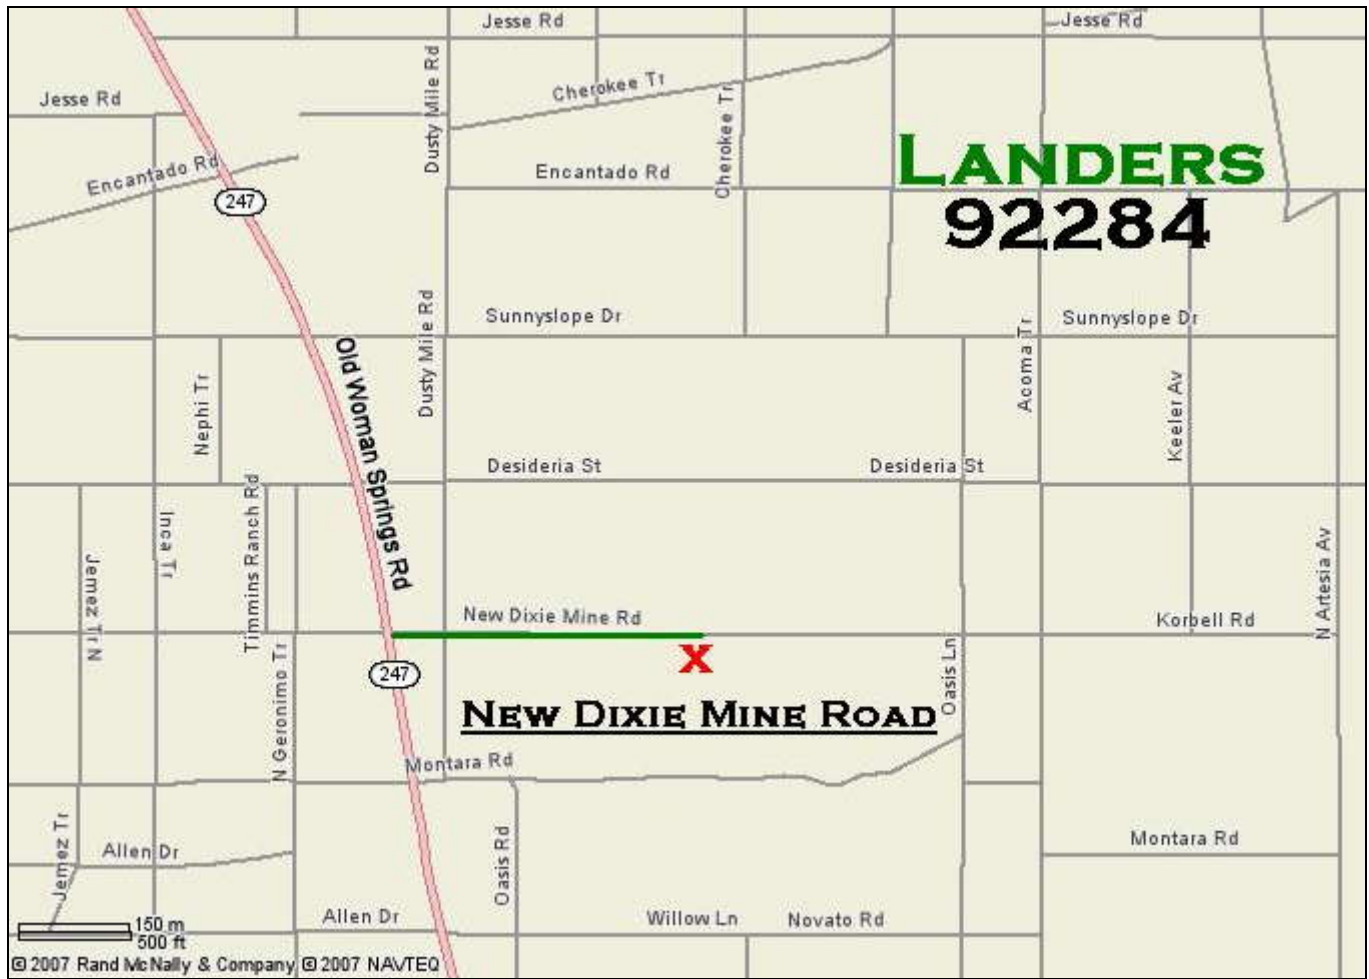 Jesse Rd
Jesse Rd
Jesse Rd
Dusty Mile Rd
Cherokee Tr
Cherokee Tr
Encantado Rd
Encantado Rd
LANDERS
92284
247
Sunnyslope Dr
Sunnyslope Dr
Dusty Mile Rd
Old Woman Springs Rd
Acoma Tr
Nephi Tr
Keeler Av
Desideria St
Desideria St
Timmins Ranch Rd
Inca Tr
Jemez Tr N
N Artesia Av
New Dixie Mine Rd
Korbell Rd
X
247
N Geronimo Tr
Oasis Ln
NEW DIXIE MINE ROAD
Montara Rd
Montara Rd
Jemez Tr
Allen Dr
Oasis Rd
Allen Dr
Willow Ln
Novato Rd
150 m
500 ft
© 2007 Rand McNally & Company © 2007 NAVTEQ